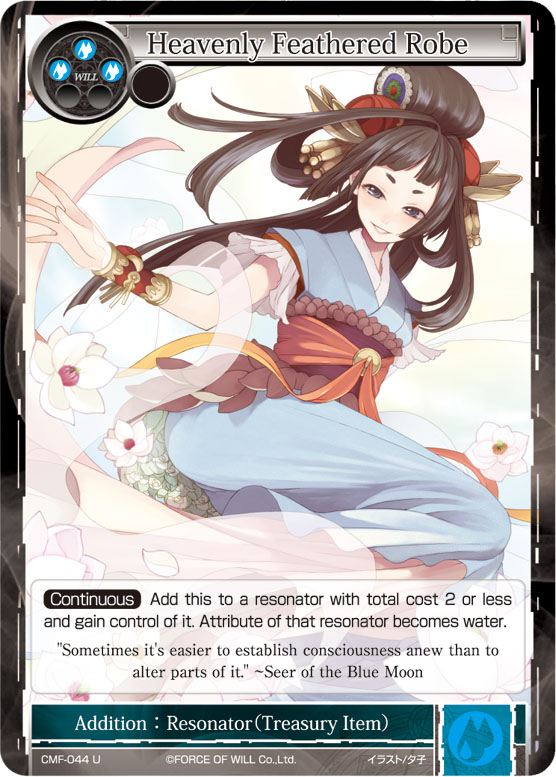 Heavenly Feathered Robe
WILL
Continuous Add this to a resonator with total cost 2 or less
and gain control of it. Attribute of that resonator becomes water.
"Sometimes it's easier to establish consciousness anew than to
alter parts of it." ~Seer of the Blue Moon
Addition : Resonator(Treasury Item)
CMF-044 U ©FORCE OF WILL Co.,Ltd. イラスト/タ子